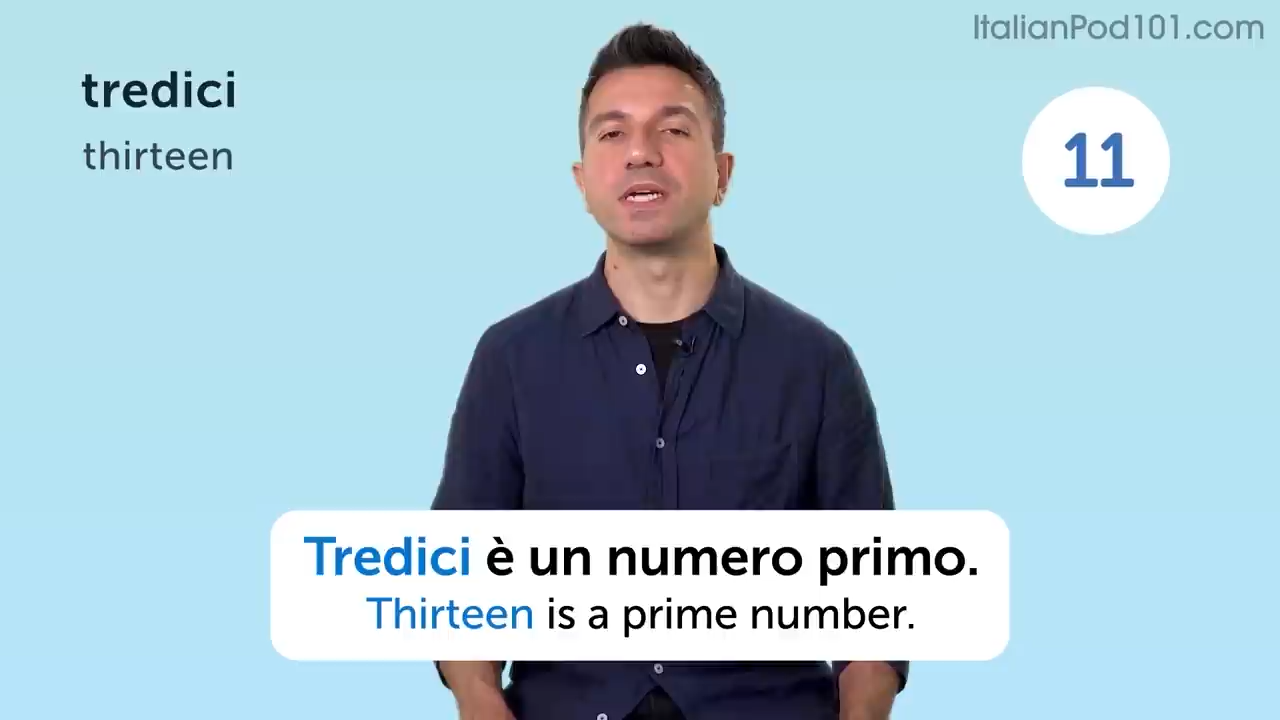 ItalianPod101.com
tredici
thirteen
11
Tredici è un numero primo.
Thirteen is a prime number.